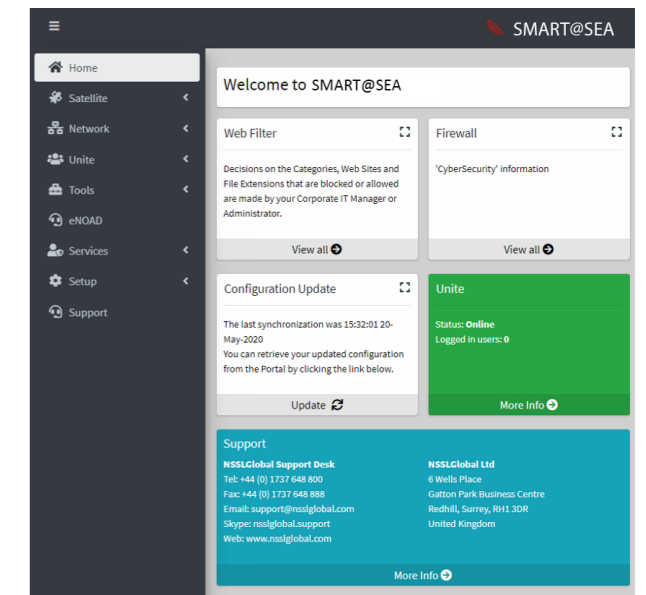 SMART@SEA
Home
Satellite
Network
Unite
Tools
eNOAD
Services
Setup
Support
Welcome to SMART@SEA
Web Filter
Decisions on the Categories, Web Sites and
File Extensions that are blocked or allowed
are made by your Corporate IT Manager or
Administrator.
View all
Firewall
'CyberSecurity' information
View all
Configuration Update
The last synchronization was 15:32:01 20-
May-2020
You can retrieve your updated configuration
from the Portal by clicking the link below.
Update
Unite
Status: Online
Logged in users: 0
More Info
Support
NSSLGlobal Support Desk
Tel: +44 (0) 1737 648 800
Fax: +44 (0) 1737 648 888
Email: support@nsslglobal.com
Skype: nsslglobal.support
Web: www.nsslglobal.com
NSSLGlobal Ltd
6 Wells Place
Gatton Park Business Centre
Redhill, Surrey, RH1 3DR
United Kingdom
More Info